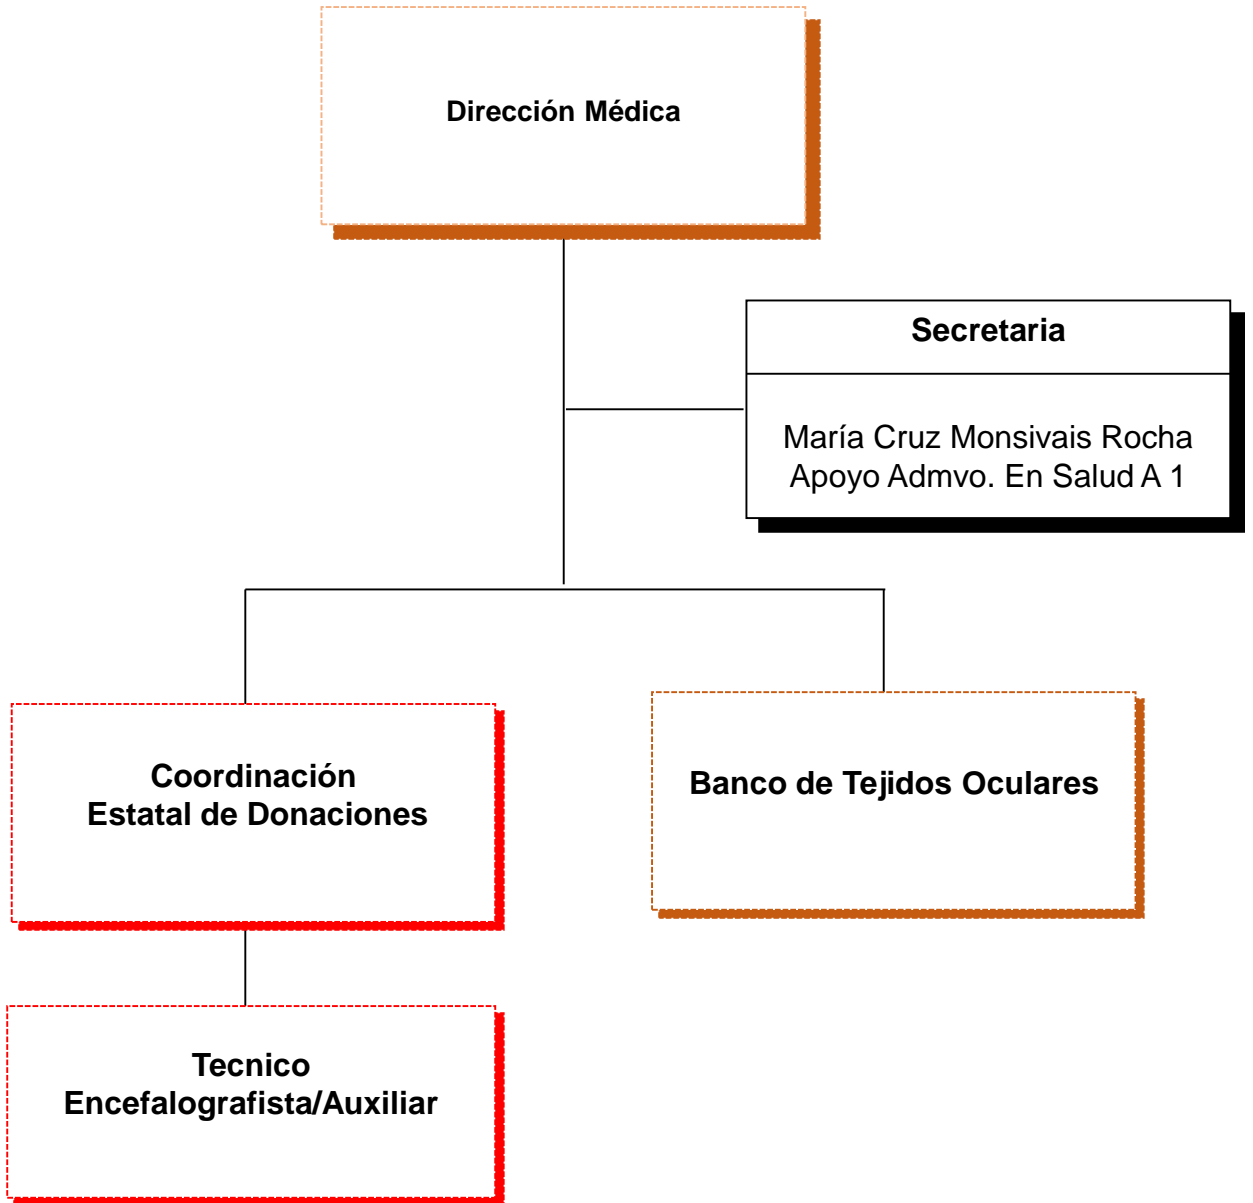 Dirección Médica
Secretaria
María Cruz Monsivais Rocha
Apoyo Admvo. En Salud A 1
Coordinación
Estatal de Donaciones
Banco de Tejidos Oculares
Tecnico
Encefalografista/Auxiliar